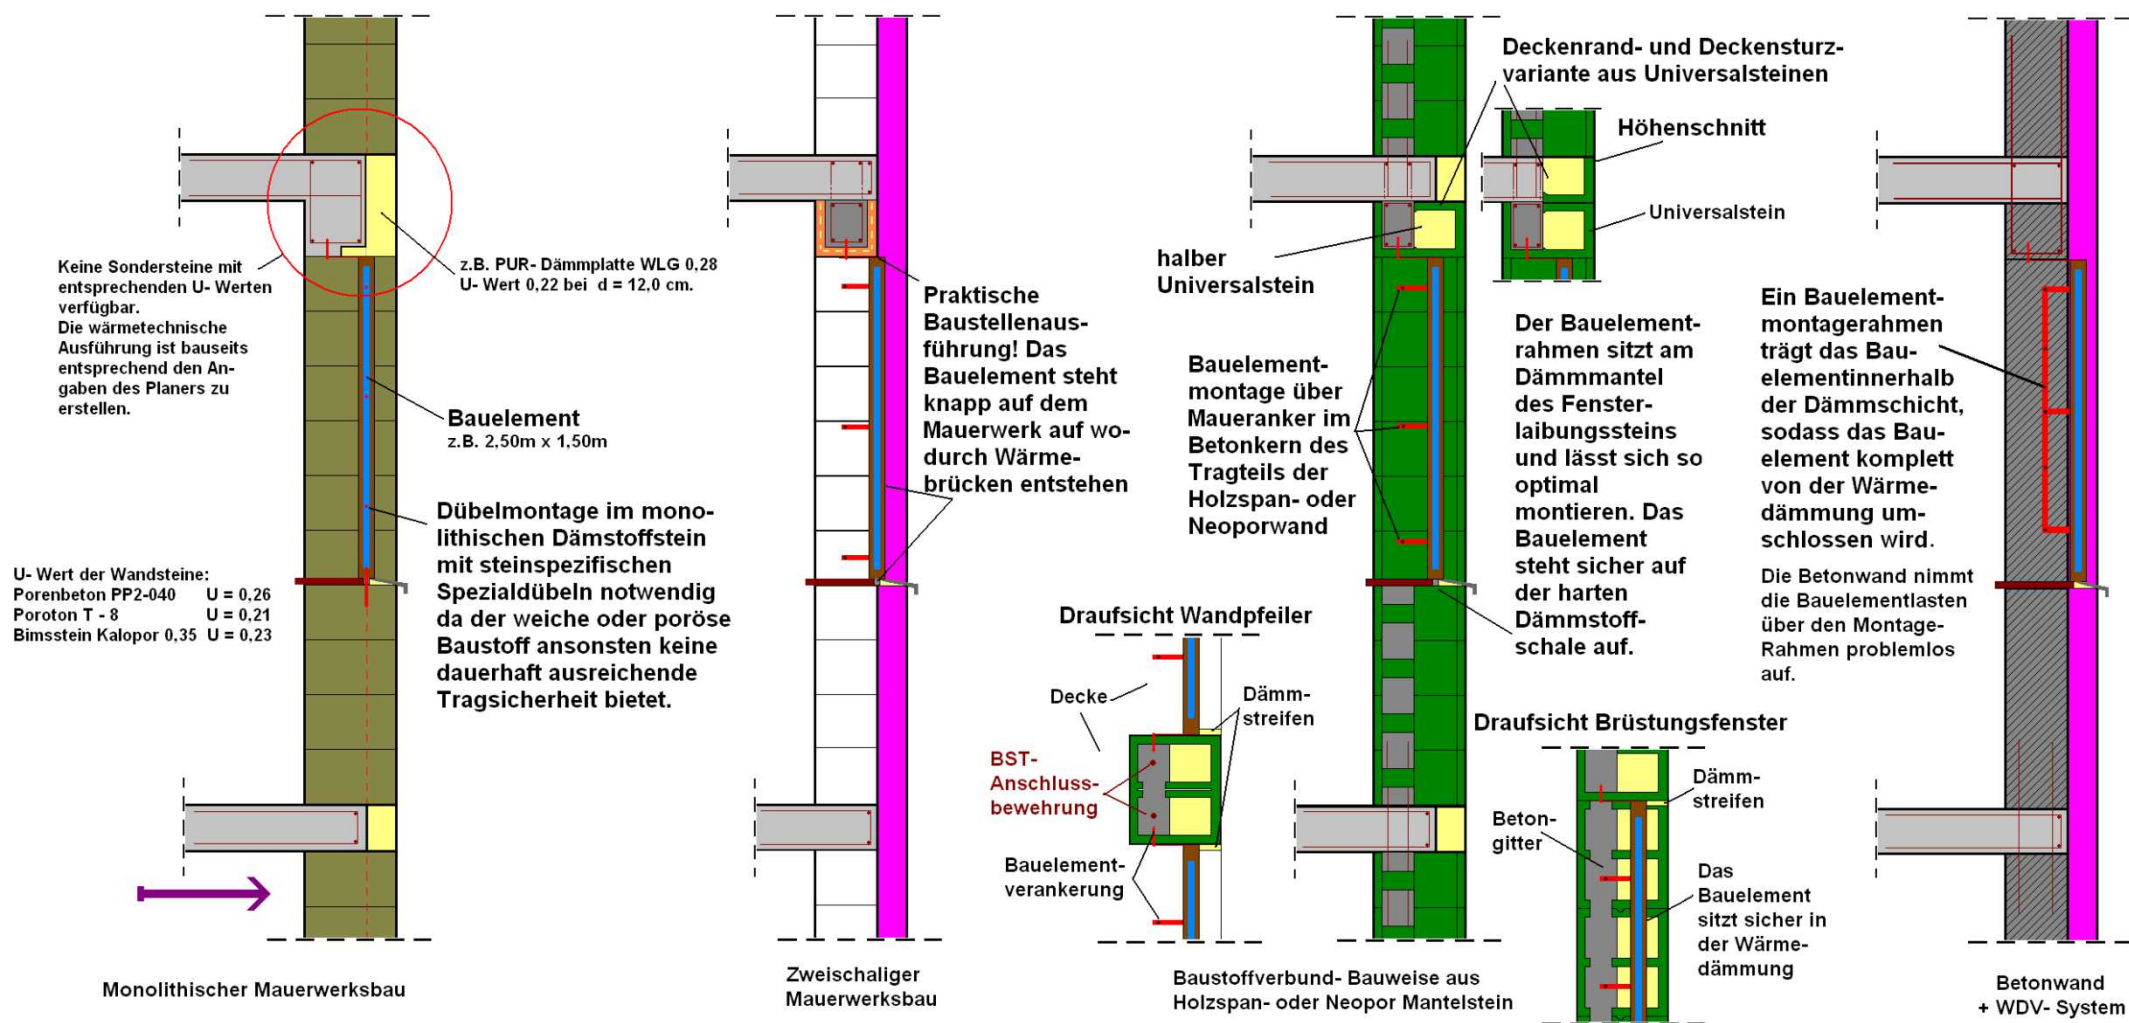 Keine Sondersteine mit
entsprechenden U- Werten
verfügbar.
Die wärmetechnische
Ausführung ist bauseits
entsprechend den An-
gaben des Planers zu
erstellen.
z.B. PUR- Dämmplatte WLG 0,28
U- Wert 0,22 bei d = 12,0 cm.
Bauelement
z.B. 2,50m x 1,50m
Dübelmontage im mono-
lithischen Dämstoffstein
mit steinspezifischen
Spezialdübeln notwendig
da der weiche oder poröse
Baustoff ansonsten keine
dauerhaft ausreichende
Tragsicherheit bietet.
U- Wert der Wandsteine:
Porenbeton PP2-040 U = 0,26
Poroton T - 8 U = 0,21
Bimsstein Kalopor 0,35 U = 0,23
Monolithischer Mauerwerksbau
Praktische
Baustellenaus-
führung! Das
Bauelement steht
knapp auf dem
Mauerwerk auf wo-
durch Wärme-
brücken entstehen
Zweischaliger
Mauerwerksbau
Deckenrand- und Deckensturz-
variante aus Universalsteinen
Höhenschnitt
Universalstein
halber
Universalstein
Bauelement-
montage über
Maueranker im
Betonkern des
Tragteils der
Holzspan- oder
Neoporwand
Der Bauelement-
rahmen sitzt am
Dämmmantel
des Fenster-
laibungssteins
und lässt sich so
optimal
montieren. Das
Bauelement
steht sicher auf
der harten
Dämmstoff-
schale auf.
Draufsicht Wandpfeiler
Decke
Dämm-
streifen
BST-
Anschluss-
bewehrung
Bauelement-
verankerung
Draufsicht Brüstungsfenster
Dämm-
streifen
Beton-
gitter
Das
Bauelement
sitzt sicher in
der Wärme-
dämmung
Baustoffverbund- Bauweise aus
Holzspan- oder Neopor Mantelstein
Ein Bauelement-
montagerahmen
trägt das Bau-
elementinnerhalb
der Dämmschicht,
sodass das Bau-
element komplett
von der Wärme-
dämmung um-
schlossen wird.
Die Betonwand nimmt
die Bauelementlasten
über den Montage-
Rahmen problemlos
auf.
Betonwand
+ WDV- System